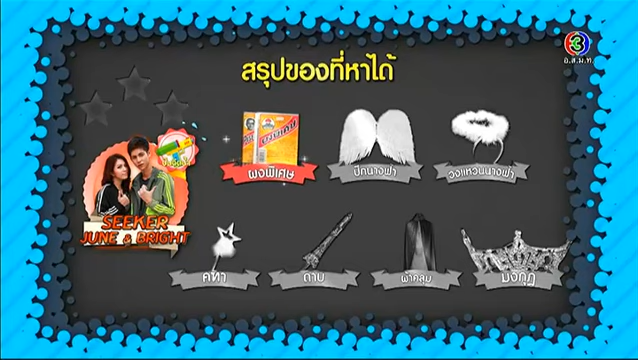 3
อ.ส.ม.ท.
สรุปของที่หาได้
SEEKER
JUNE & BRIGHT
ผงพิเศษ
ปีกนางฟ้า
วงแหวนนางฟ้า
คทา
ดาบ
ผ้าคลุม
มงกุฎ